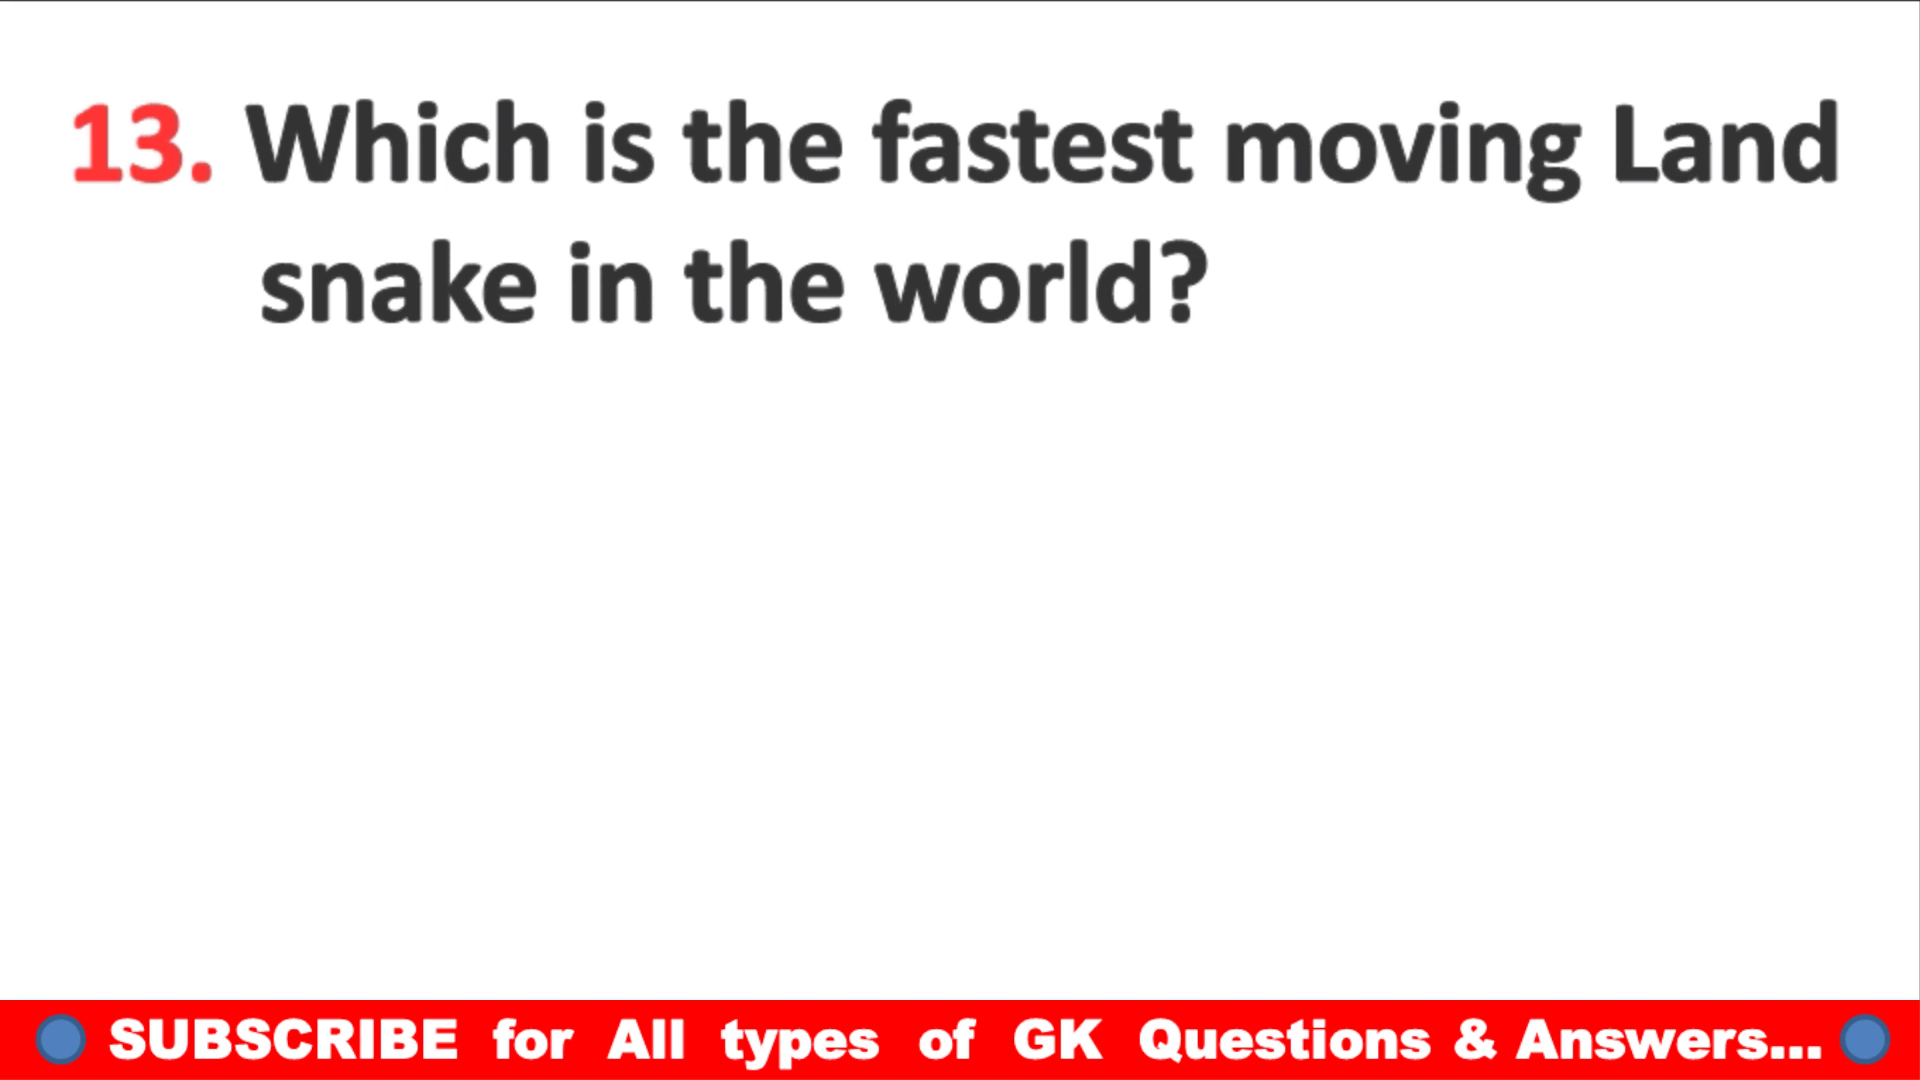 13. Which is the fastest moving Land
snake in the world?
SUBSCRIBE for All types of GK Questions & Answers...